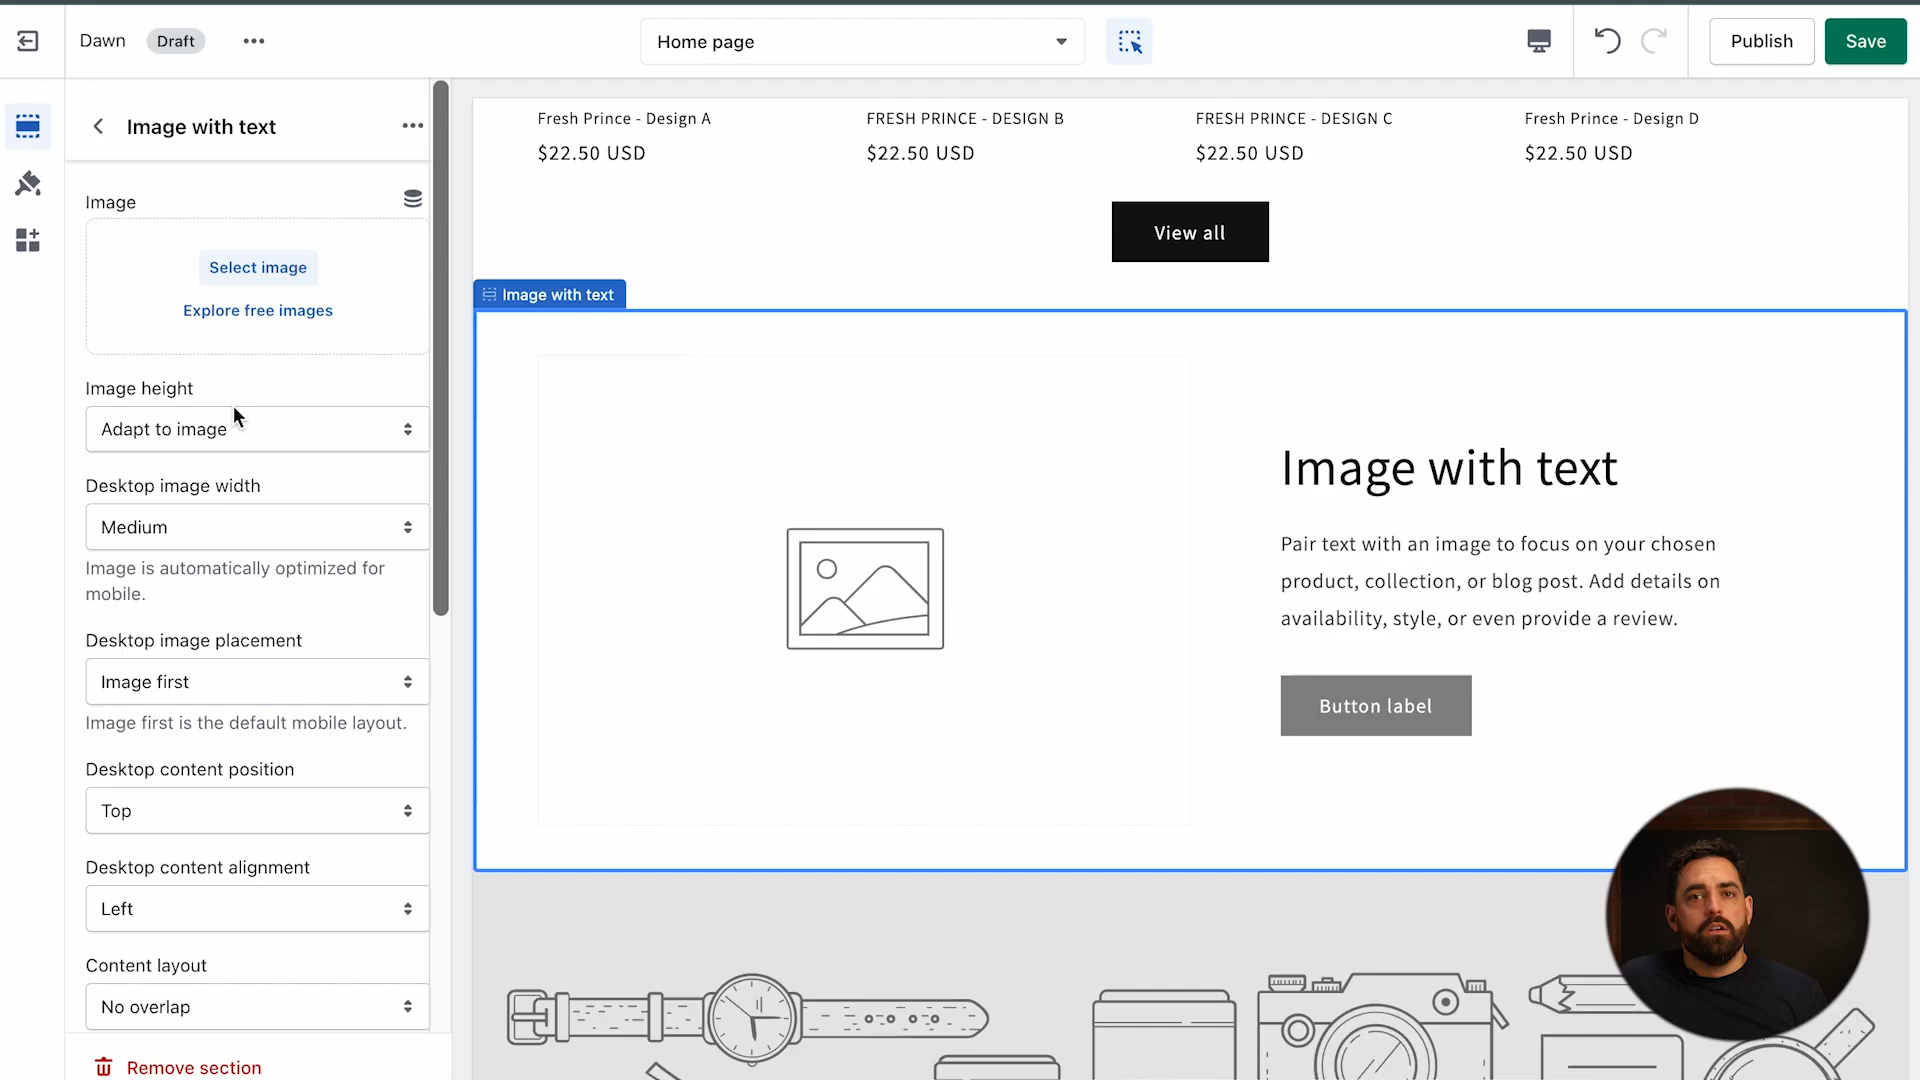 Dawn
Draft
Home page
Publish
Save
Image with text
Image
Select image
Explore free images
Image height
Adapt to image
Desktop image width
Medium
Image is automatically optimized for
mobile.
Desktop image placement
Image first
Image first is the default mobile layout.
Desktop content position
Top
Desktop content alignment
Left
Content layout
No overlap
Remove section
Fresh Prince - Design A
$22.50 USD
FRESH PRINCE - DESIGN B
$22.50 USD
FRESH PRINCE - DESIGN C
$22.50 USD
Fresh Prince - Design D
$22.50 USD
View all
Image with text
Image with text
Pair text with an image to focus on your chosen
product, collection, or blog post. Add details on
availability, style, or even provide a review.
Button label